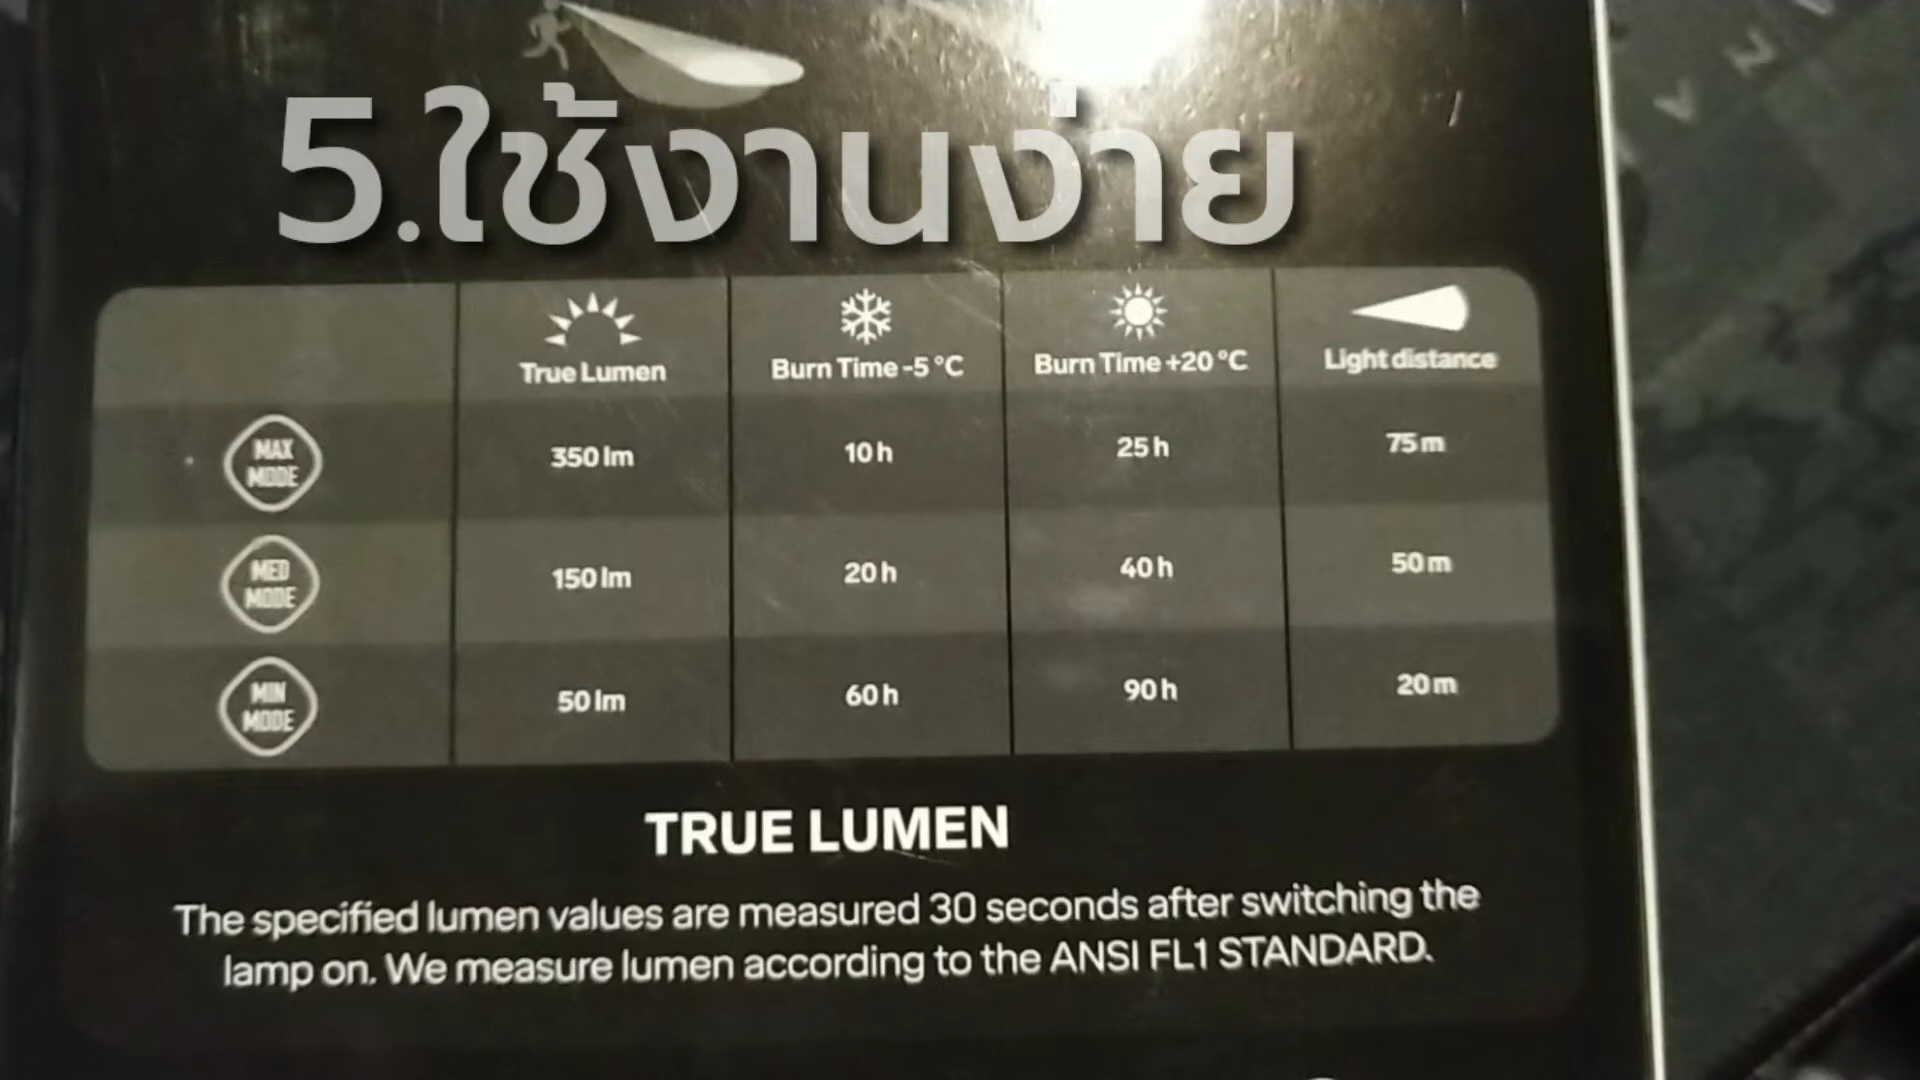 5.ใช้งานง่าย
True Lumen
Burn Time -5 °C
Burn Time +20 °C
Light distance
MAX MODE
350 lm
10 h
25 h
75 m
MED MODE
150 lm
20 h
40 h
50 m
MIN MODE
50 lm
60 h
90 h
20 m
TRUE LUMEN
The specified lumen values are measured 30 seconds after switching the
lamp on. We measure lumen according to the ANSI FL1 STANDARD.